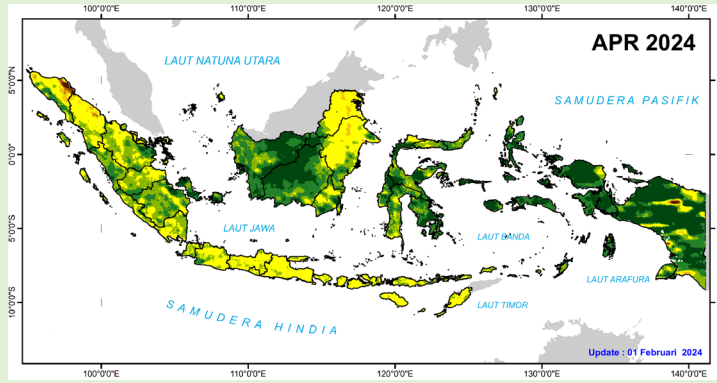 100°0'0"E 110°0'0"E 120°0'0"E 130°0'0"E 140°0'0"E
APR 2024
LAUT NATUNA UTARA
5°0'0"N
SAMUDERA PASIFIK
0°0'0"
5°0'0"S
LAUT JAWA
LAUT BANDA
LAUT ARAFURA
10°0'0"S
SAMUDERA HINDIA
LAUT TIMOR
Update : 01 Februari 2024
100°0'0"E 110°0'0"E 120°0'0"E 130°0'0"E 140°0'0"E